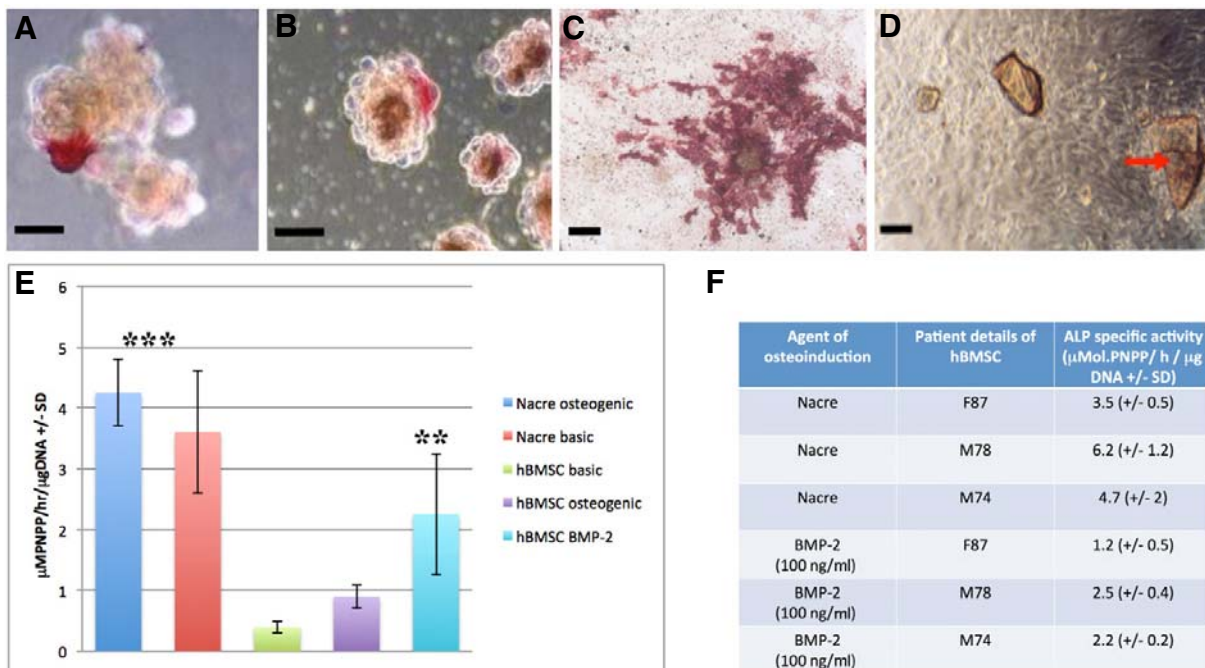 A
B
C
D
E
F
6
5
4
3
2
1
0
μMPNPP/hr/μgDNA +/- SD
***
**
Nacre osteogenic
Nacre basic
hBMSC basic
hBMSC osteogenic
hBMSC BMP-2
Agent of osteoinduction
Patient details of hBMSC
ALP specific activity (μMol.PNPP/ h / μg DNA +/- SD)
Nacre F87 3.5 (+/- 0.5)
Nacre M78 6.2 (+/- 1.2)
Nacre M74 4.7 (+/- 2)
BMP-2 (100 ng/ml) F87 1.2 (+/- 0.5)
BMP-2 (100 ng/ml) M78 2.5 (+/- 0.4)
BMP-2 (100 ng/ml) M74 2.2 (+/- 0.2)